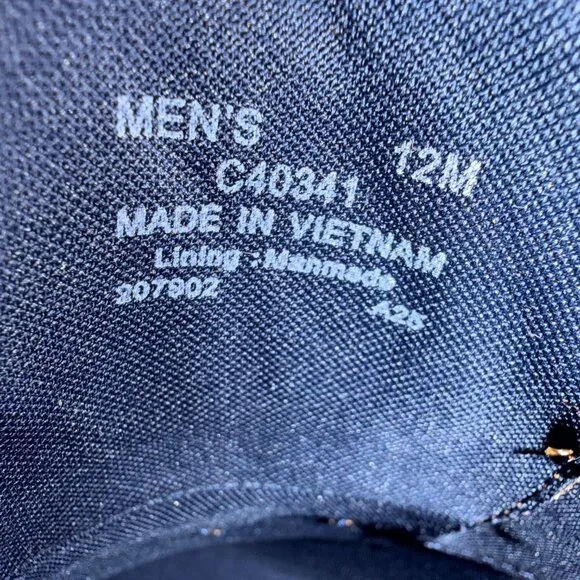 MEN'S
C40341 12M
MADE IN VIETNAM
Lining : Manmade
207902 A25